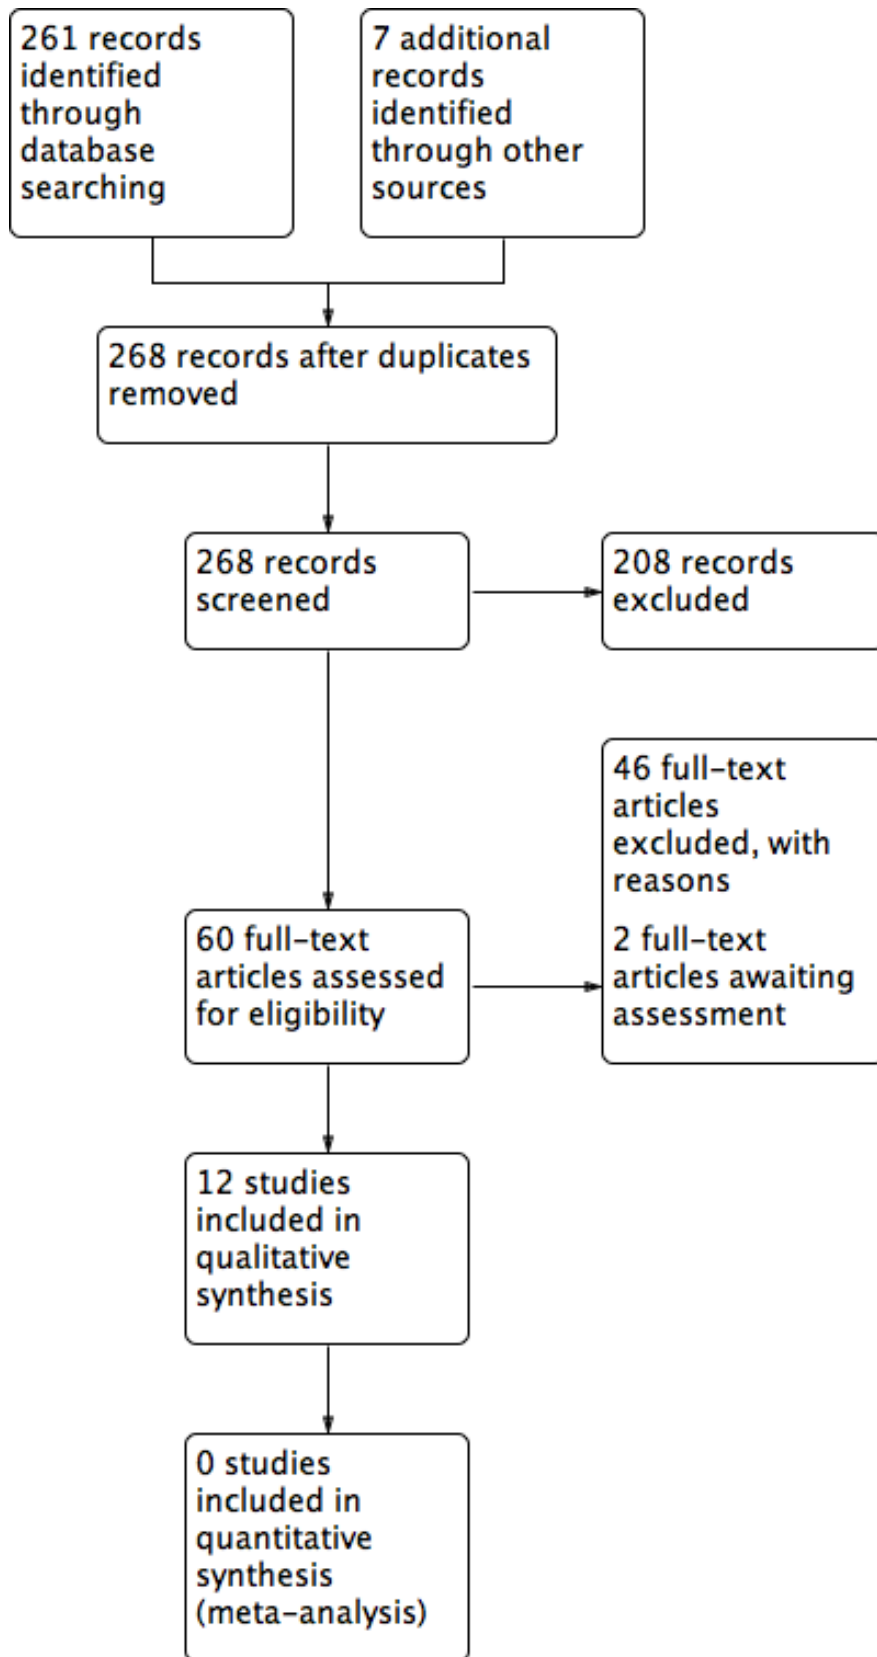 261 records
identified
through
database
searching
7 additional
records
identified
through other
sources
268 records after duplicates
removed
268 records
screened
208 records
excluded
46 full-text
articles
excluded, with
reasons
2 full-text
articles awaiting
assessment
60 full-text
articles assessed
for eligibility
12 studies
included in
qualitative
synthesis
0 studies
included in
quantitative
synthesis
(meta-analysis)